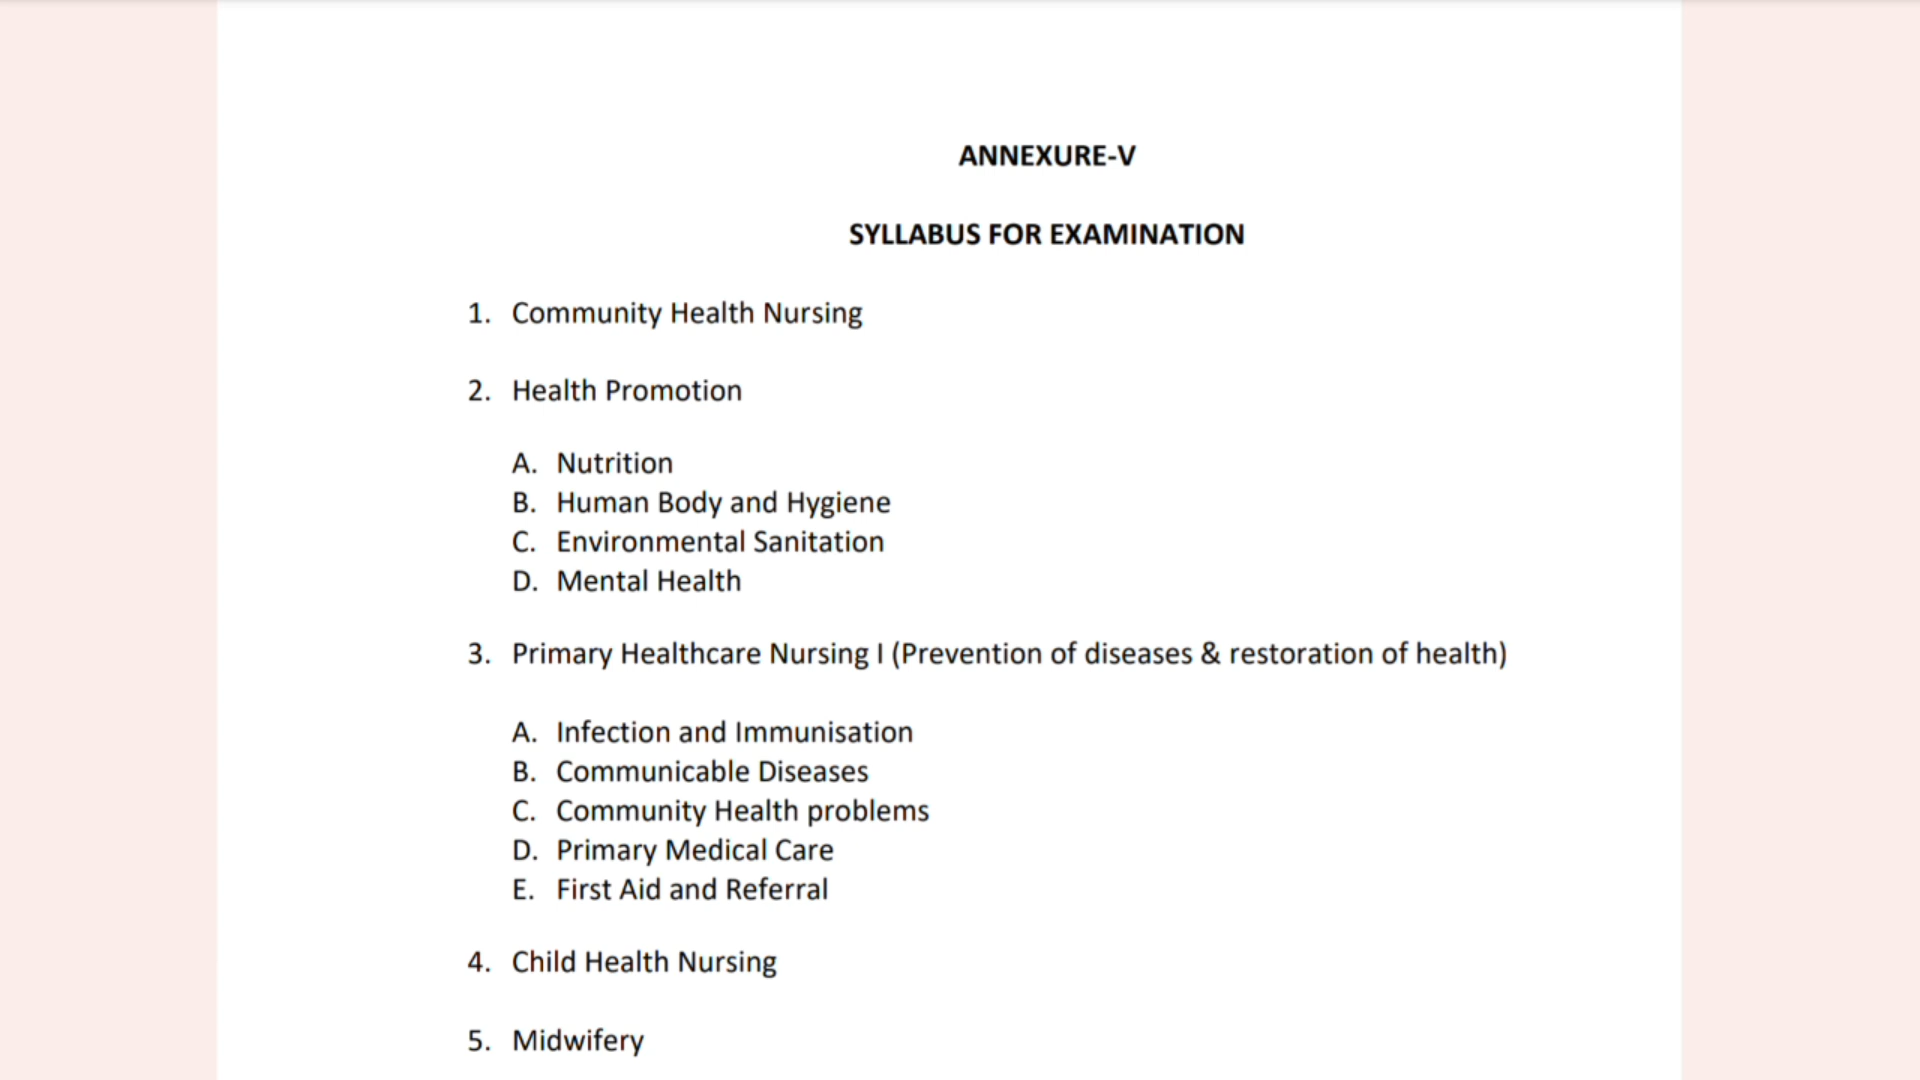 ANNEXURE-V
SYLLABUS FOR EXAMINATION
1. Community Health Nursing
2. Health Promotion
A. Nutrition
B. Human Body and Hygiene
C. Environmental Sanitation
D. Mental Health
3. Primary Healthcare Nursing I (Prevention of diseases & restoration of health)
A. Infection and Immunisation
B. Communicable Diseases
C. Community Health problems
D. Primary Medical Care
E. First Aid and Referral
4. Child Health Nursing
5. Midwifery